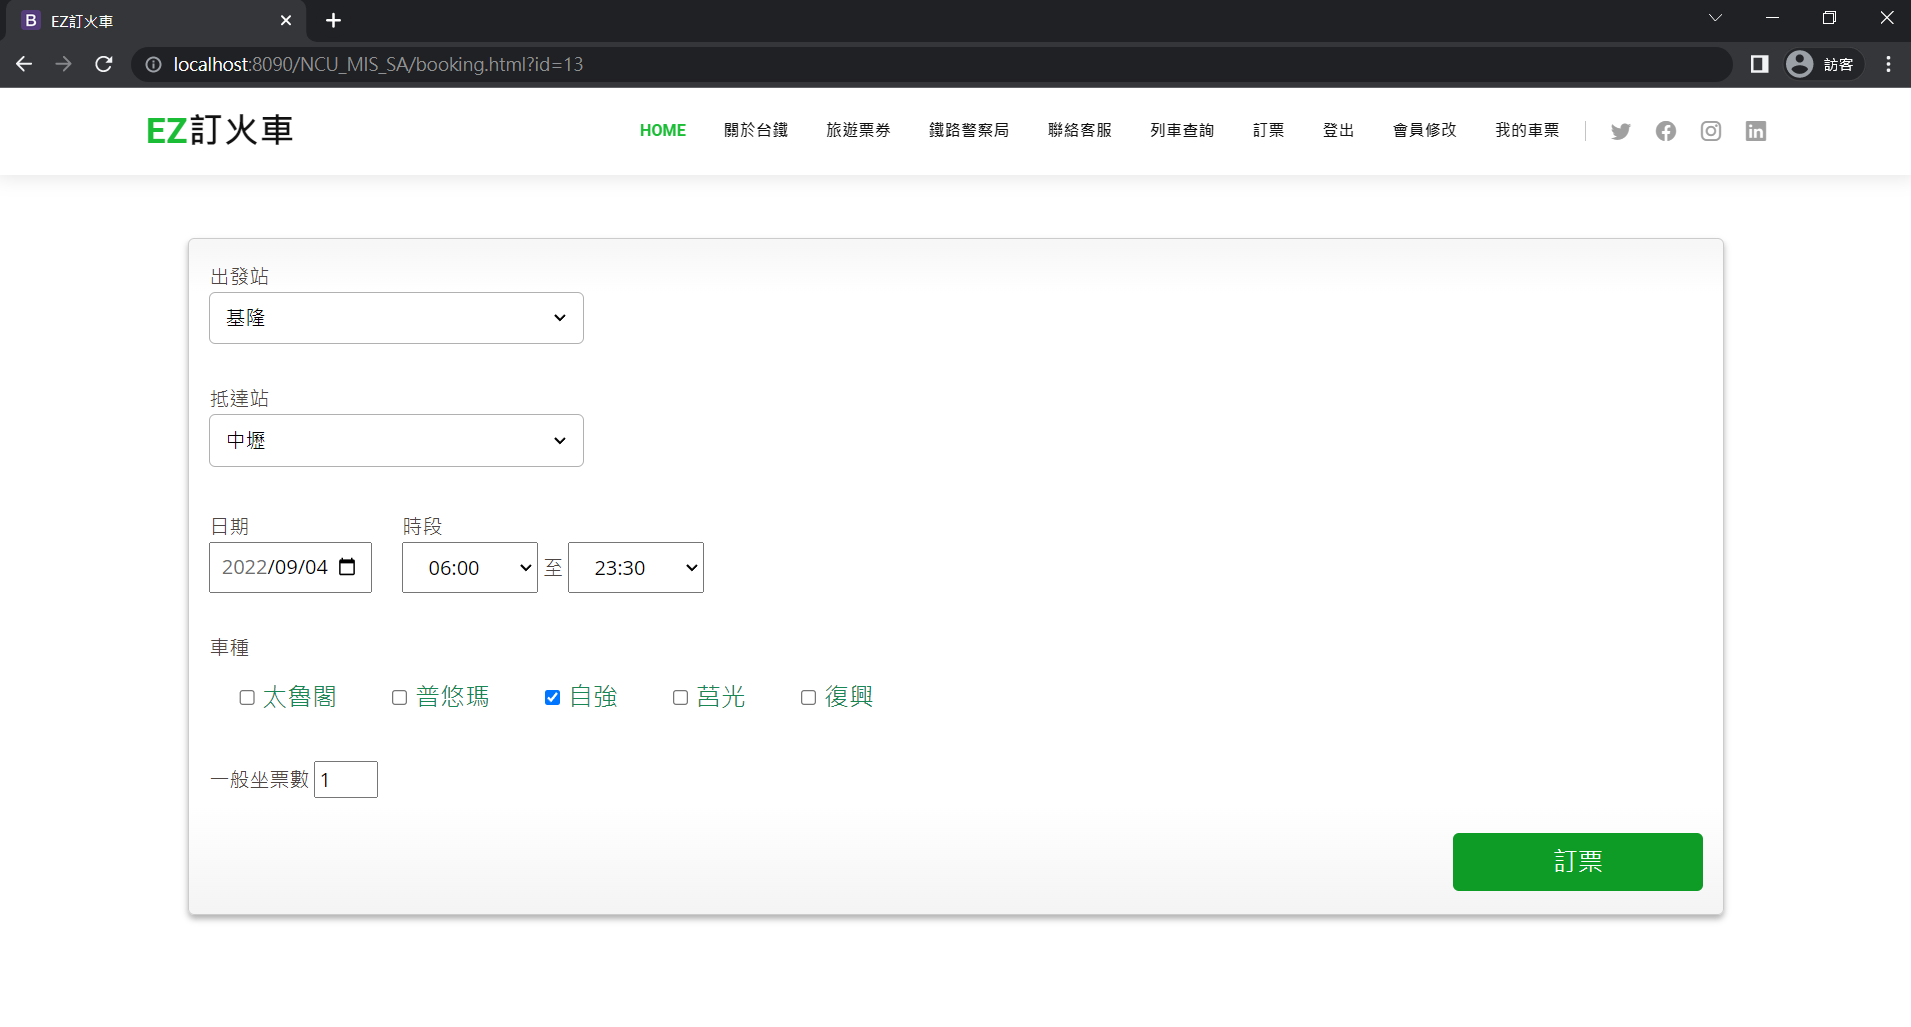 B EZ訂火車
localhost:8090/NCU_MIS_SA/booking.html?id=13
訪客
EZ訂火車
HOME 關於台鐵 旅遊票券 鐵路警察局 聯絡客服 列車查詢 訂票 登出 會員修改 我的車票
出發站
基隆
抵達站
中壢
日期 時段
2022/09/04 06:00 至 23:30
車種
太魯閣 普悠瑪 自強 莒光 復興
一般坐票數 1
訂票